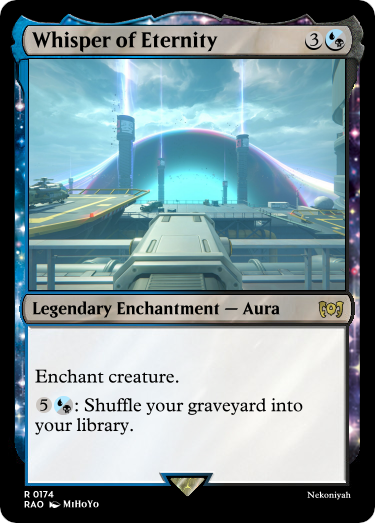 Whisper of Eternity 3
Legendary Enchantment — Aura
Enchant creature.
5 : Shuffle your graveyard into
your library.
R 0174
RAO MiHoYo
Nekoniyah